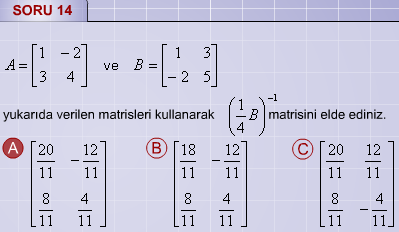 SORU 14
A = [1 -2; 3 4] ve B = [1 3; -2 5]
yukarıda verilen matrisleri kullanarak (1/4 B)^-1 matrisini elde ediniz.
A [20/11 -12/11; 8/11 4/11] B [18/11 -12/11; 8/11 4/11] C [20/11 12/11; 8/11 -4/11]